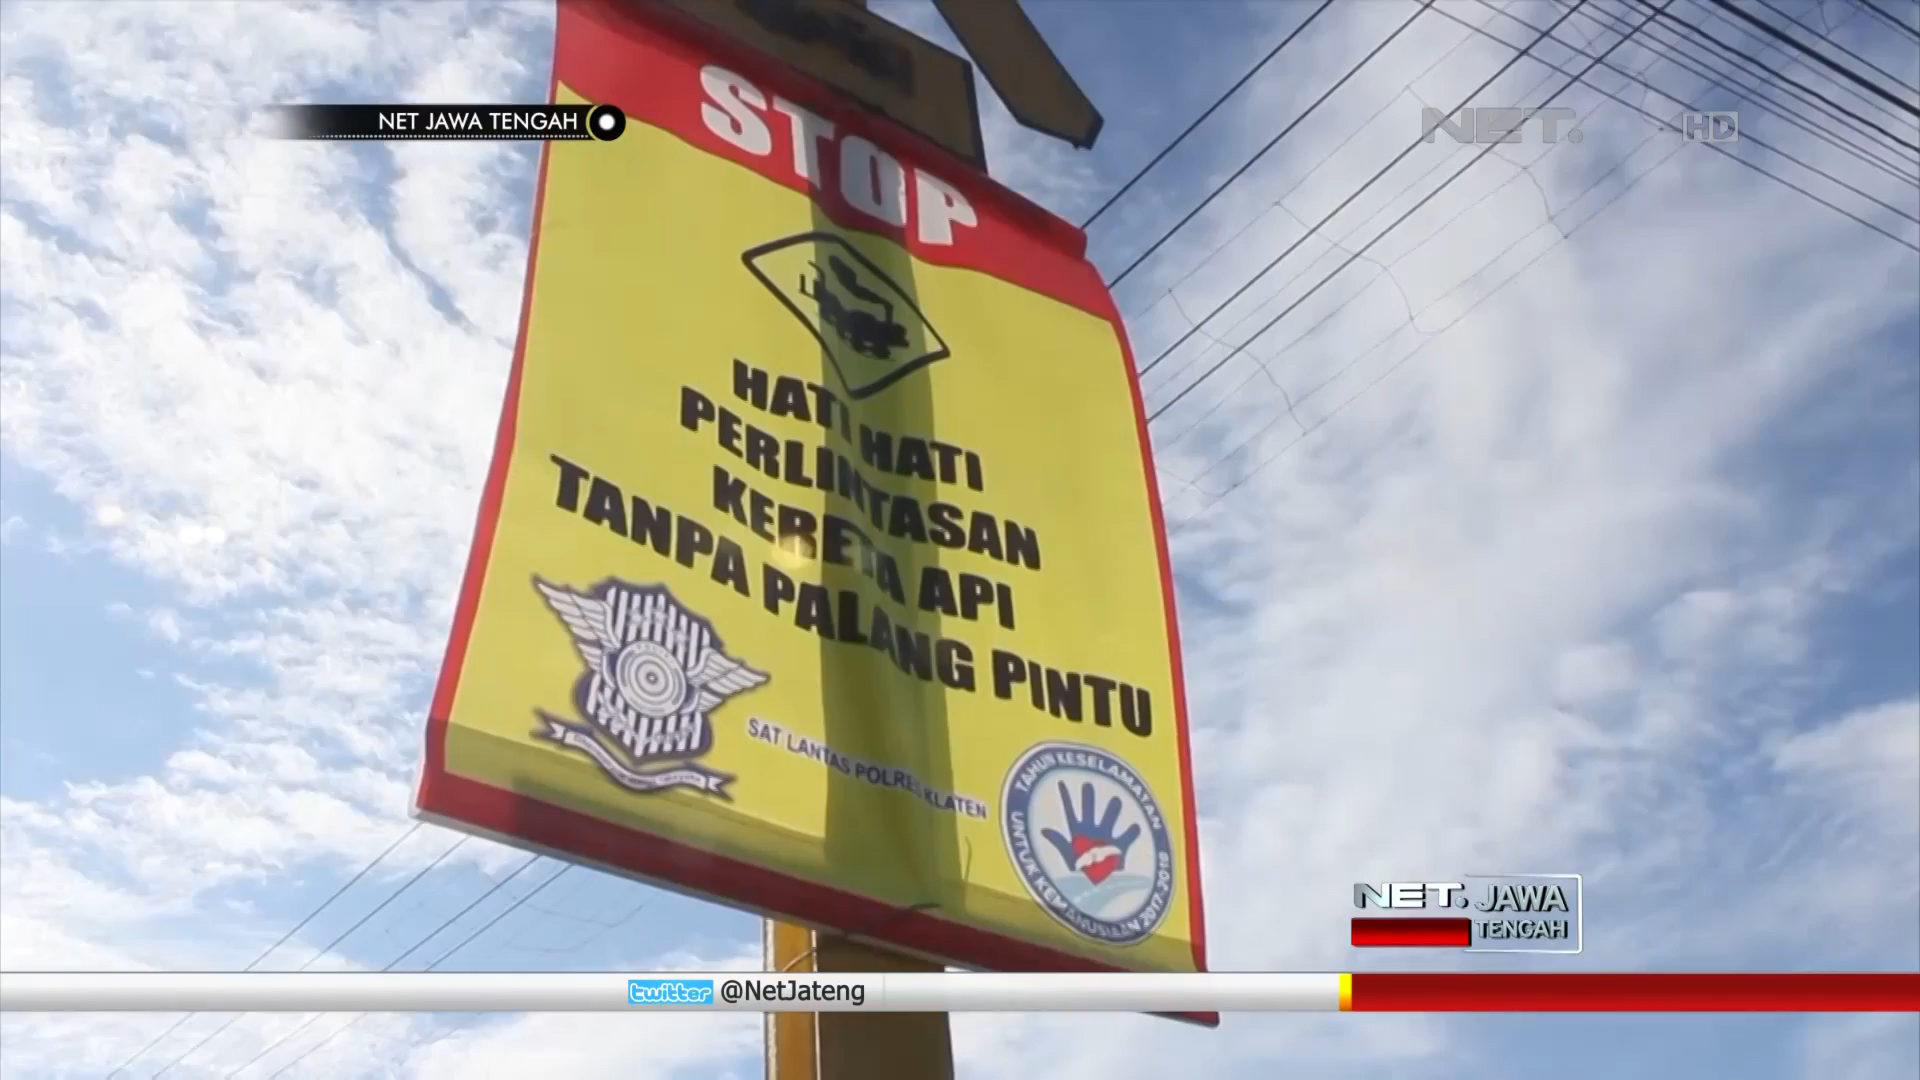 NET JAWA TENGAH
NET. HD
STOP
HATI HATI
PERLINTASAN
KERETA API
TANPA PALANG PINTU
SAT LANTAS POLRES KLATEN
TAHUN KESELAMATAN
UNTUK KEMANUSIAAN 2017-2018
NET. JAWA
TENGAH
twitter @NetJateng